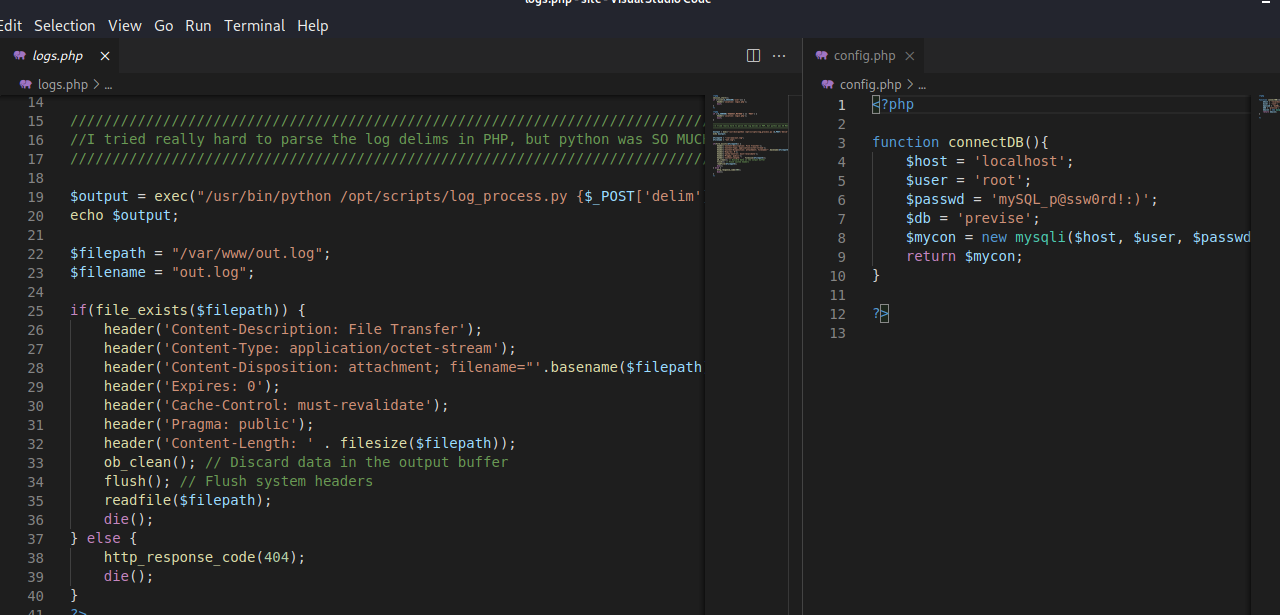 logs.php - site - Visual Studio Code
Edit Selection View Go Run Terminal Help
logs.php
logs.php > ...
14
15 ///////////////////////////////////////////////////////////////////////////
16 //I tried really hard to parse the log delims in PHP, but python was SO MUC
17 ///////////////////////////////////////////////////////////////////////////
18
19 $output = exec("/usr/bin/python /opt/scripts/log_process.py {$_POST['delim'
20 echo $output;
21
22 $filepath = "/var/www/out.log";
23 $filename = "out.log";
24
25 if(file_exists($filepath)) {
26 header('Content-Description: File Transfer');
27 header('Content-Type: application/octet-stream');
28 header('Content-Disposition: attachment; filename="'.basename($filepath
29 header('Expires: 0');
30 header('Cache-Control: must-revalidate');
31 header('Pragma: public');
32 header('Content-Length: ' . filesize($filepath));
33 ob_clean(); // Discard data in the output buffer
34 flush(); // Flush system headers
35 readfile($filepath);
36 die();
37 } else {
38 http_response_code(404);
39 die();
40 }
41 ?>
config.php
config.php > ...
1 <?php
2
3 function connectDB(){
4 $host = 'localhost';
5 $user = 'root';
6 $passwd = 'mySQL_p@ssw0rd!:)';
7 $db = 'previse';
8 $mycon = new mysqli($host, $user, $passwd
9 return $mycon;
10 }
11
12 ?>
13